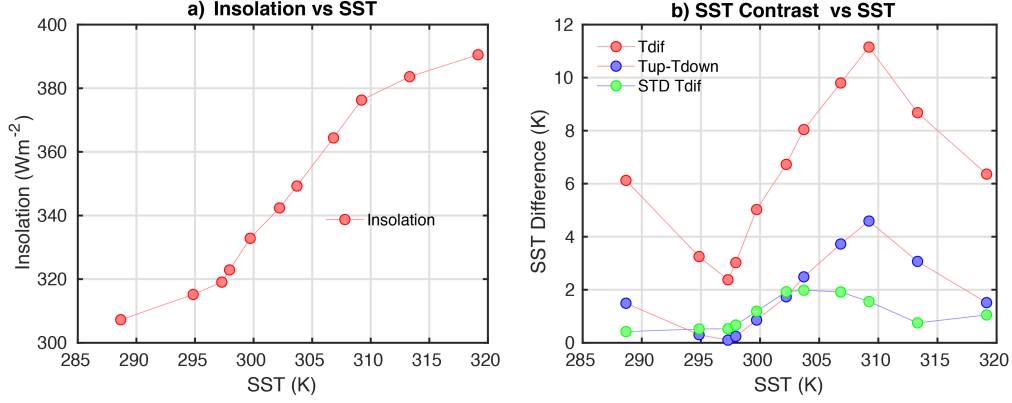 a) Insolation vs SST
400
380
360
340
320
300
Insolation (Wm-2)
Insolation
285 290 295 300 305 310 315 320
SST (K)
b) SST Contrast vs SST
12
10
8
6
4
2
0
SST Difference (K)
Tdif
Tup-Tdown
STD Tdif
285 290 295 300 305 310 315 320
SST (K)